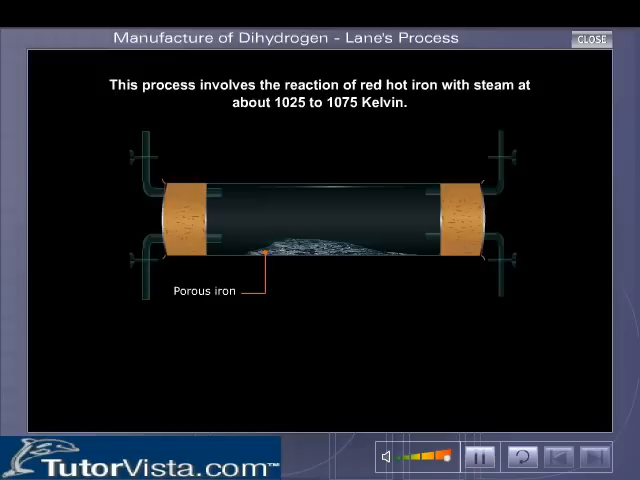 Manufacture of Dihydrogen - Lane's Process
CLOSE
This process involves the reaction of red hot iron with steam at
about 1025 to 1075 Kelvin.
Porous iron
TutorVista.com™